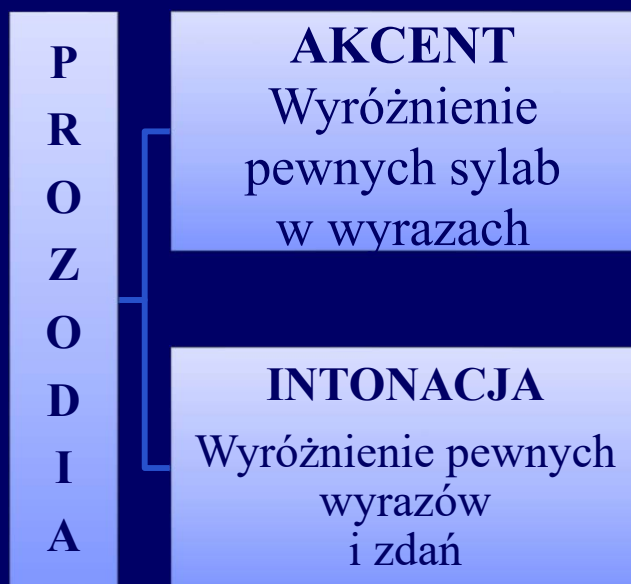 P
R
O
Z
O
D
I
A
AKCENT
Wyróżnienie
pewnych sylab
w wyrazach
INTONACJA
Wyróżnienie pewnych
wyrazów
i zdań